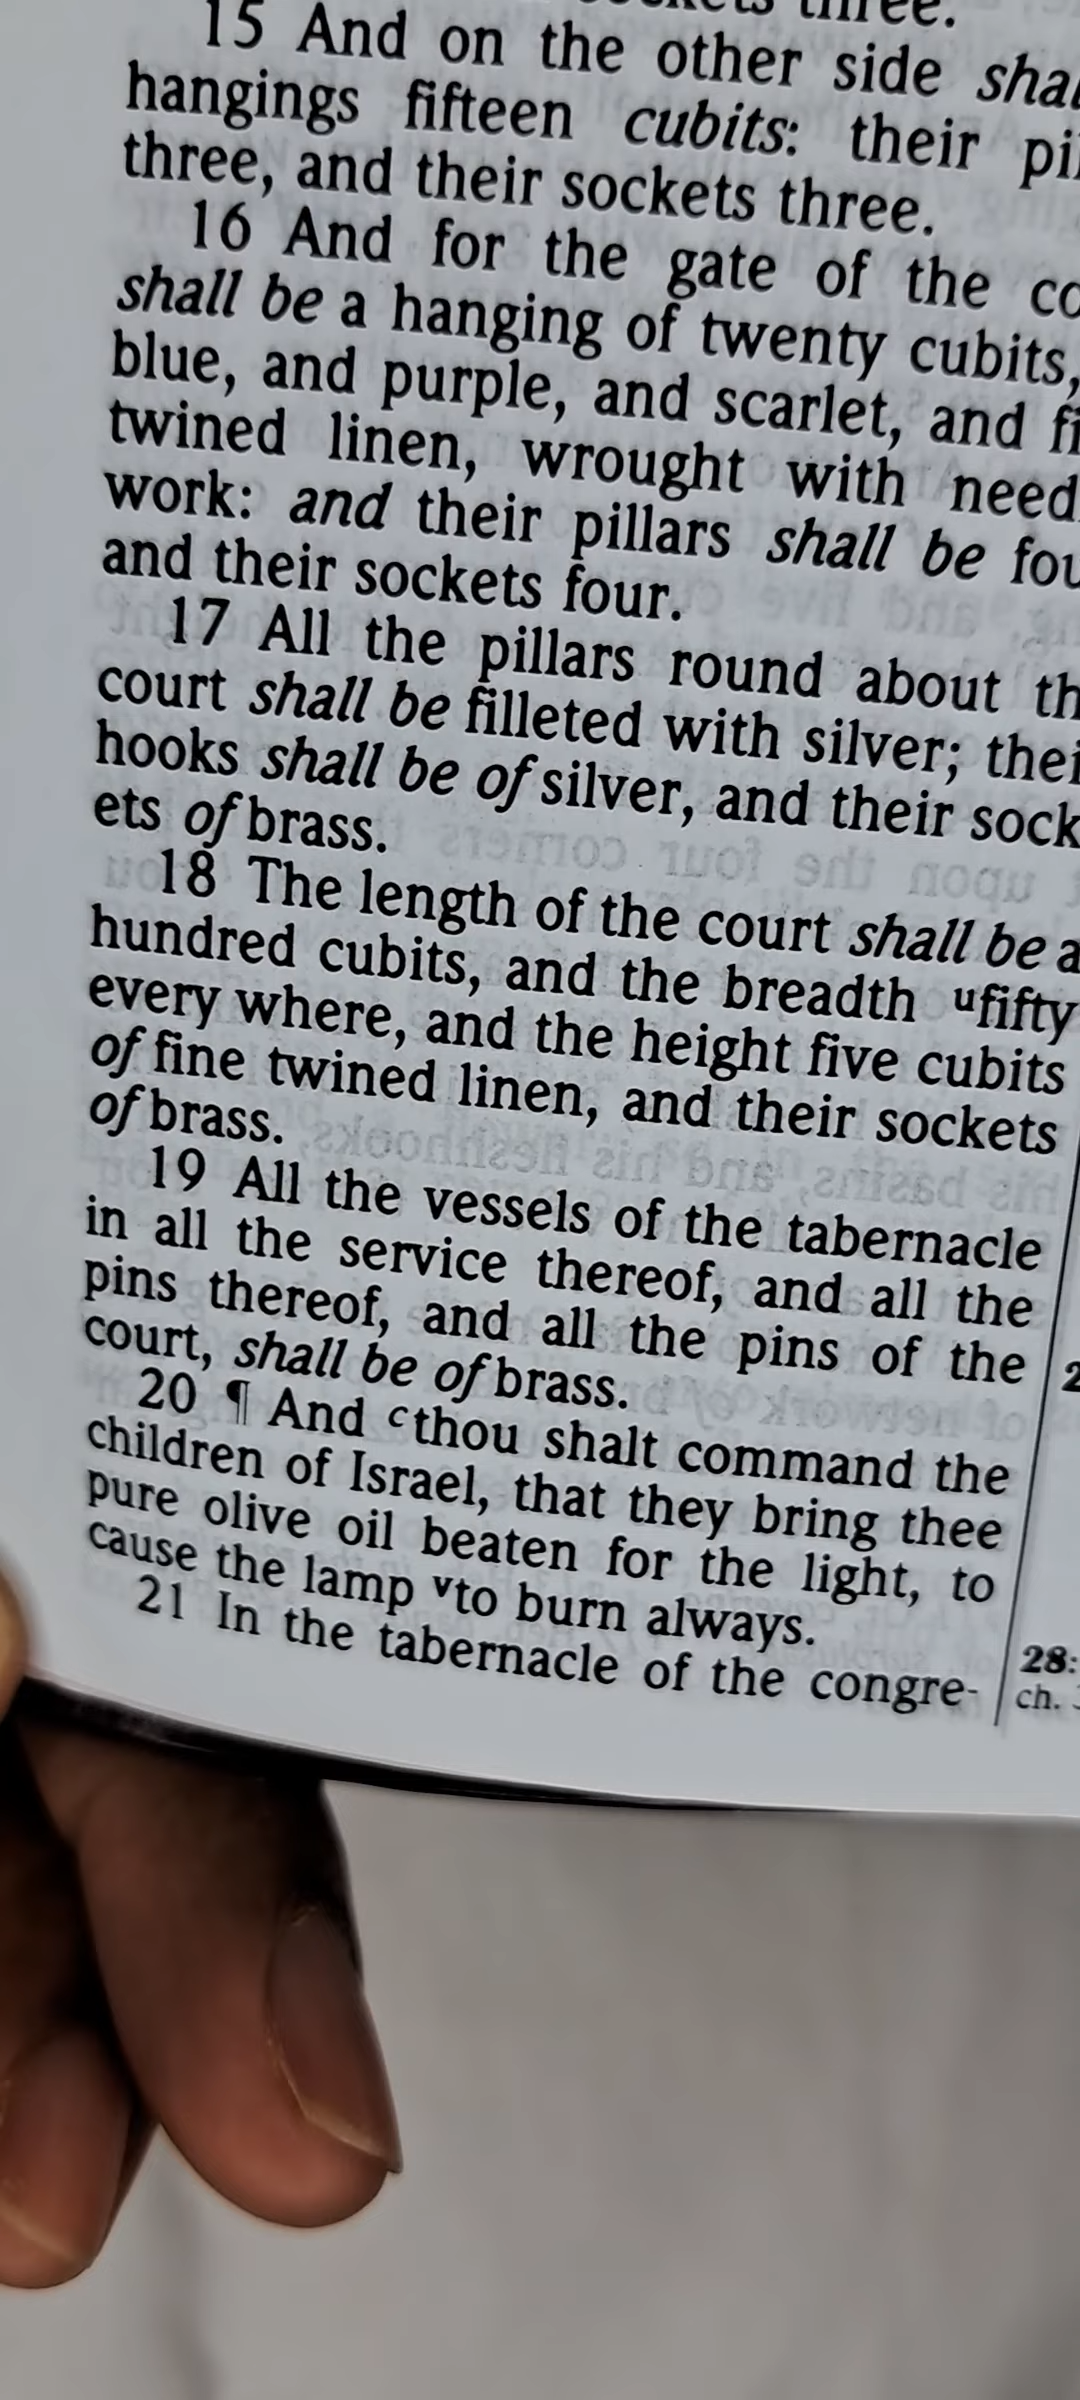 three.
15 And on the other side
hangings fifteen cubits: their
three, and their sockets three.
16 And for the gate of the
shall be a hanging of twenty cubits,
blue, and purple, and scarlet, and
twined linen, wrought with
work: and their pillars shall be
and their sockets four.
17 All the pillars round about
court shall be filleted with silver;
hooks shall be of silver, and their sock
ets of brass.
18 The length of the court shall be a
hundred cubits, and the breadth ᵘfifty
every where, and the height five cubits
of fine twined linen, and their sockets
of brass.
19 All the vessels of the tabernacle
in all the service thereof, and all the
pins thereof, and all the pins of the
court, shall be of brass.
20 ¶ And ᶜthou shalt command the
children of Israel, that they bring thee
pure olive oil beaten for the light, to
cause the lamp ᵛto burn always.
21 In the tabernacle of the congre-
2
28:
ch.